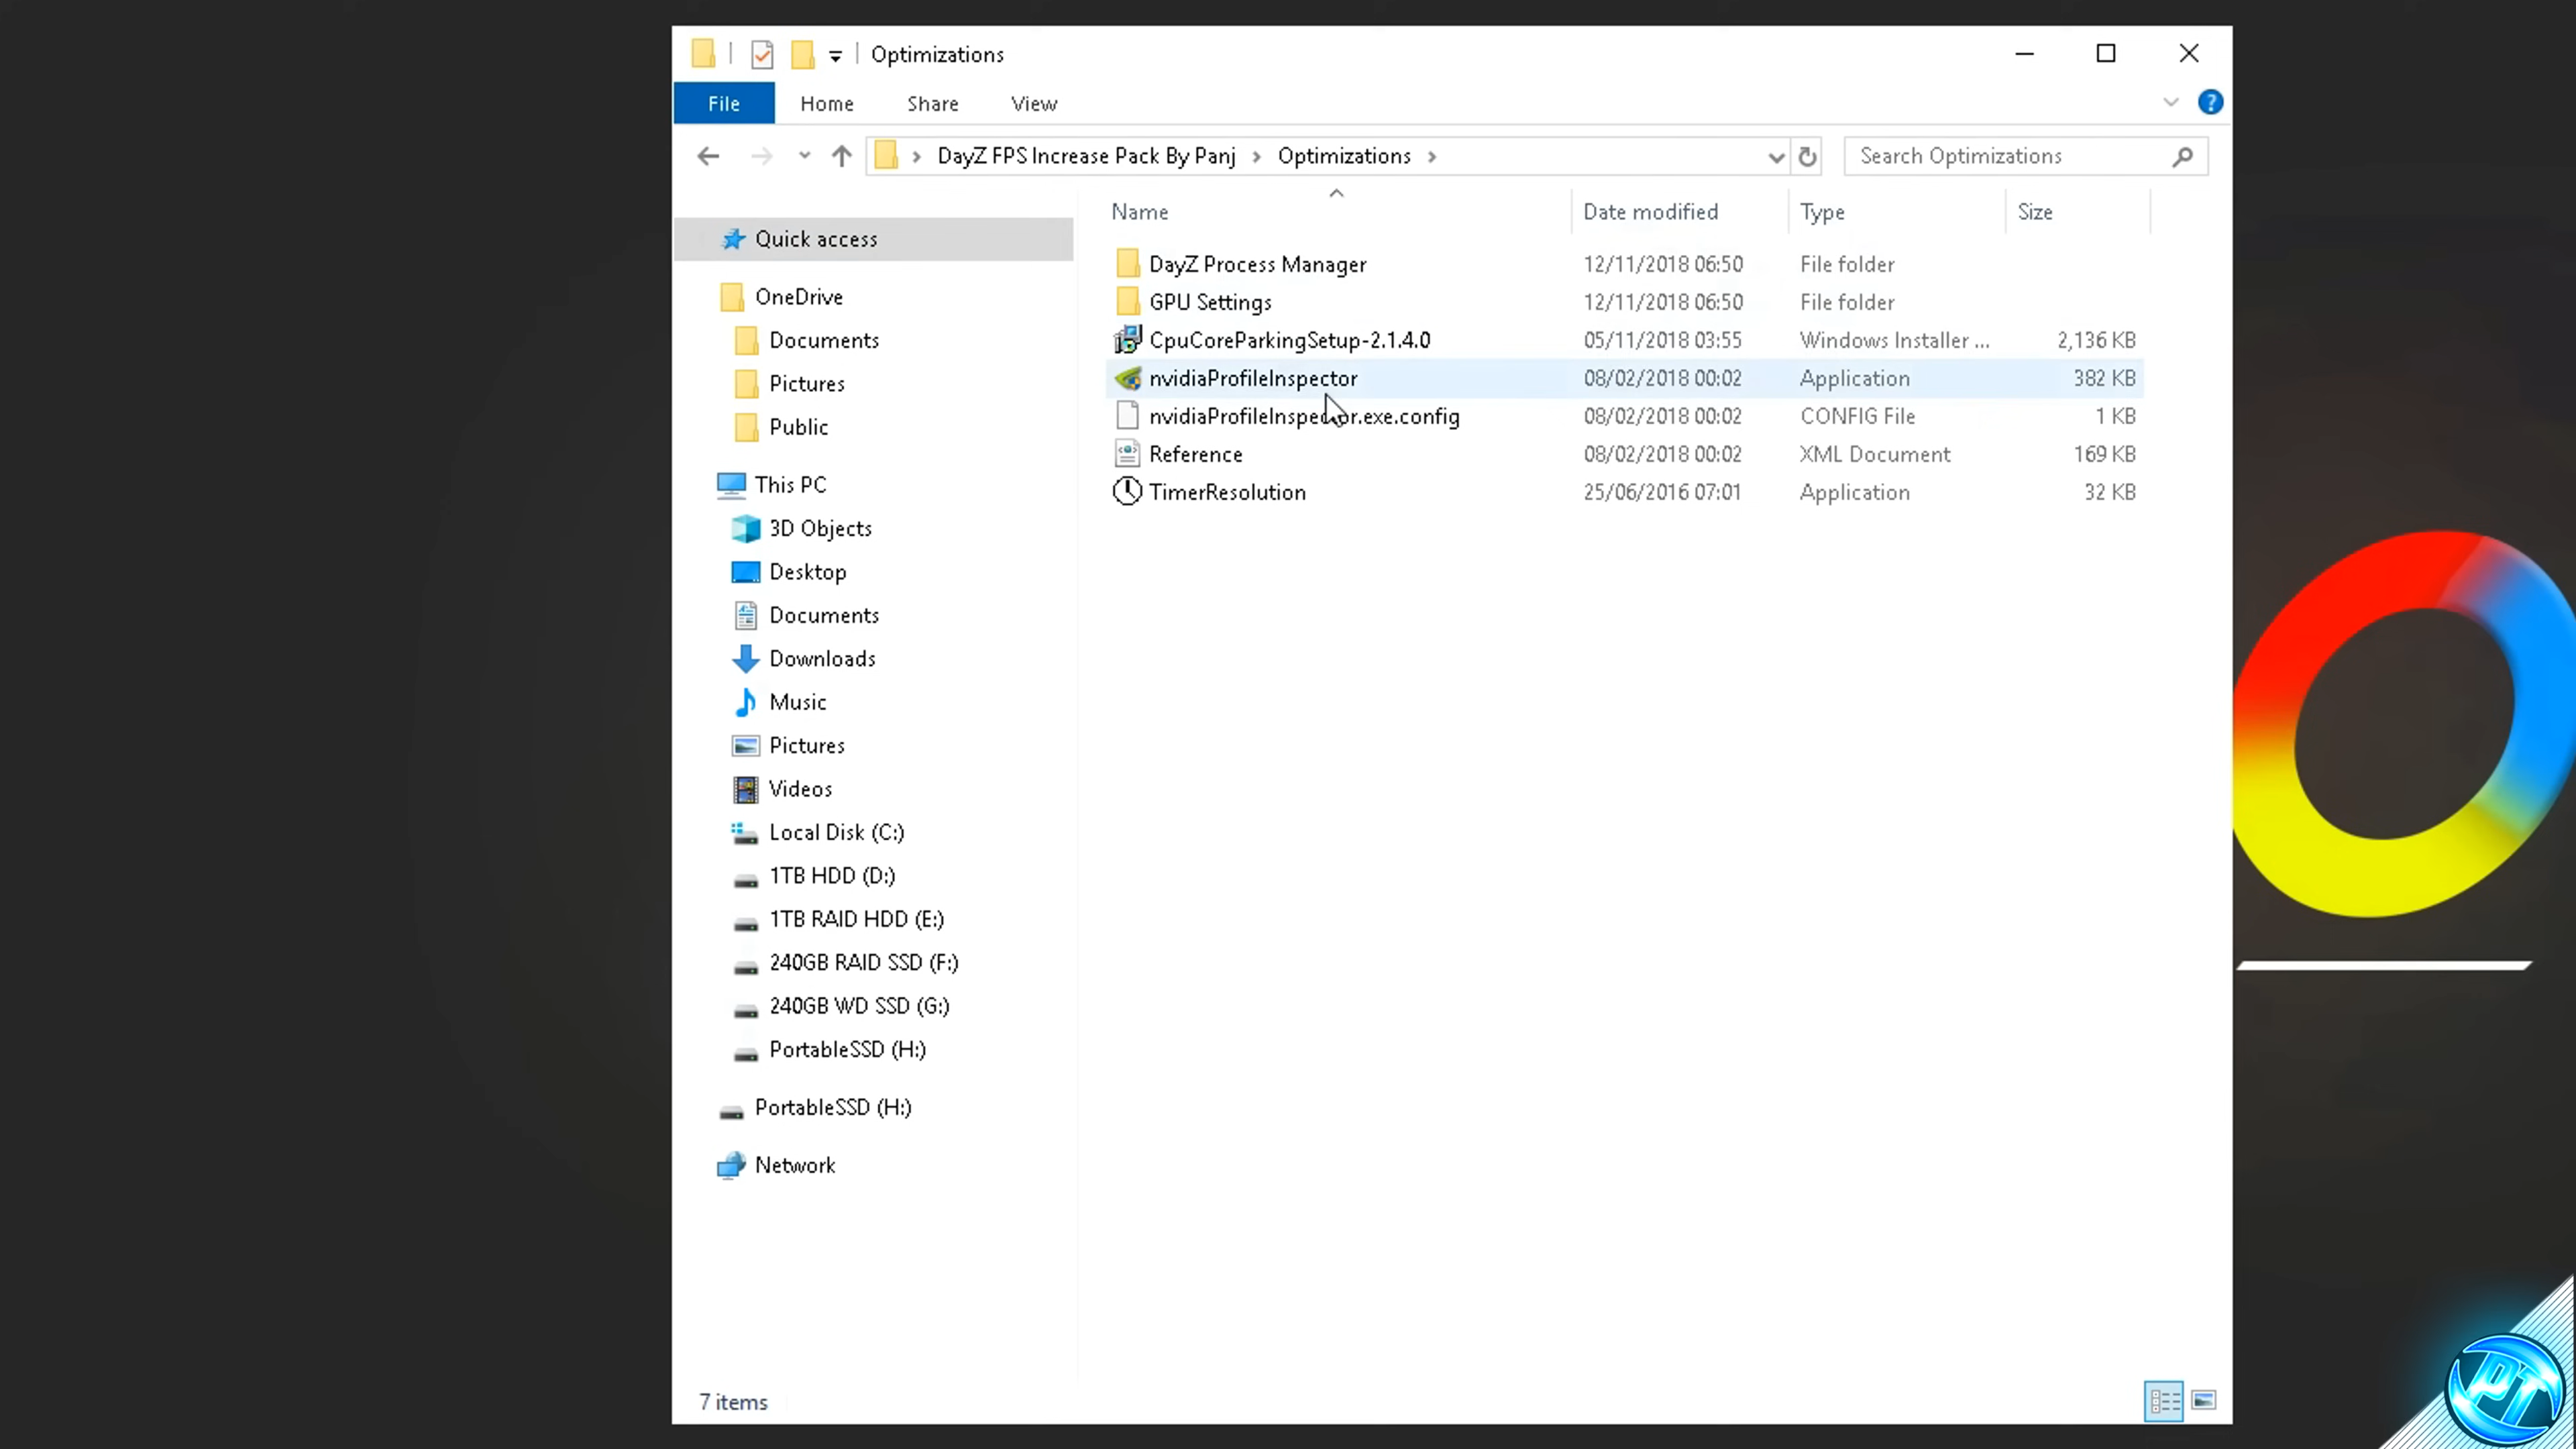 Optimizations
File Home Share View
DayZ FPS Increase Pack By Panj Optimizations Search Optimizations
Name Date modified Type Size
Quick access
OneDrive
Documents
Pictures
Public
This PC
3D Objects
Desktop
Documents
Downloads
Music
Pictures
Videos
Local Disk (C:)
1TB HDD (D:)
1TB RAID HDD (E:)
240GB RAID SSD (F:)
240GB WD SSD (G:)
PortableSSD (H:)
PortableSSD (H:)
Network
DayZ Process Manager 12/11/2018 06:50 File folder
GPU Settings 12/11/2018 06:50 File folder
CpuCoreParkingSetup-2.1.4.0 05/11/2018 03:55 Windows Installer ... 2,136 KB
nvidiaProfileInspector 08/02/2018 00:02 Application 382 KB
nvidiaProfileInspector.exe.config 08/02/2018 00:02 CONFIG File 1 KB
Reference 08/02/2018 00:02 XML Document 169 KB
TimerResolution 25/06/2016 07:01 Application 32 KB
7 items
PT